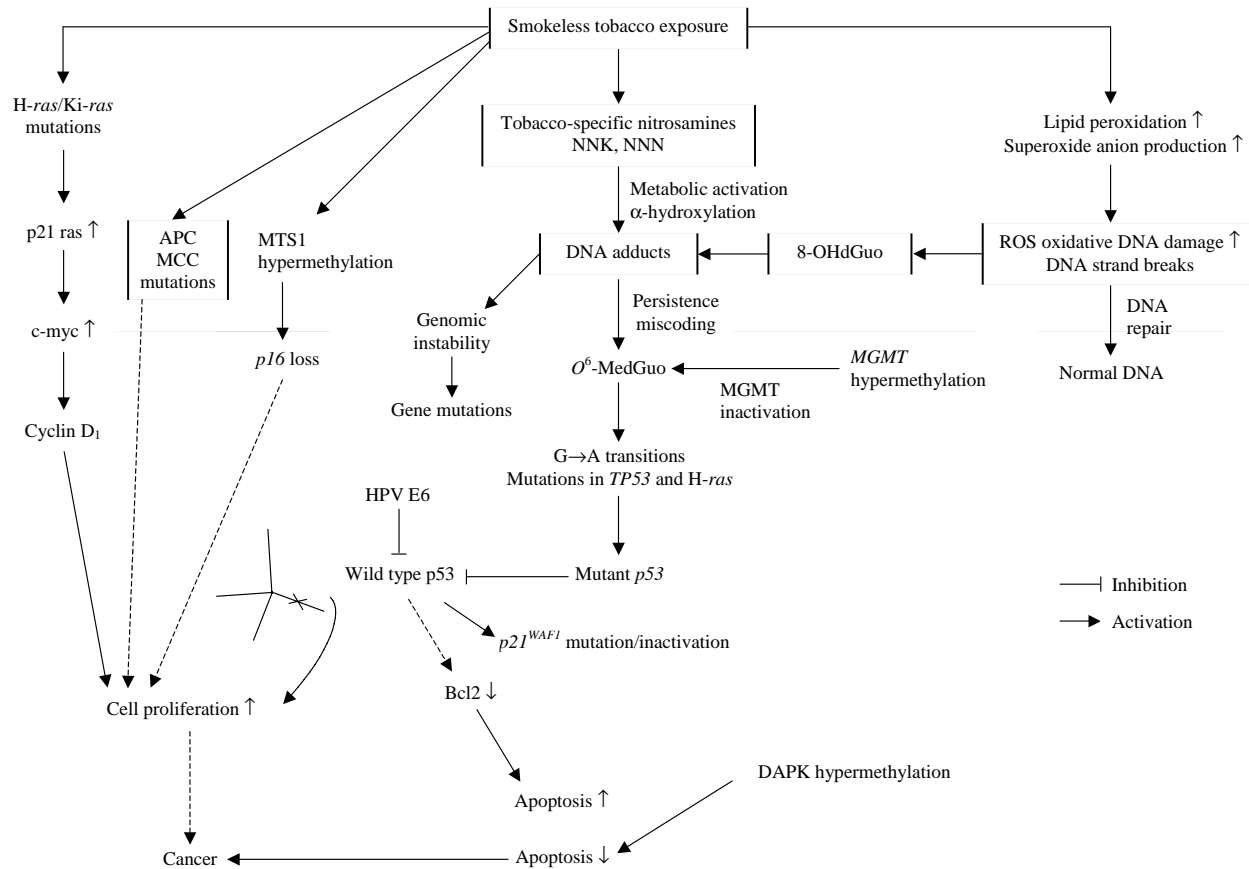 Smokeless tobacco exposure
H-ras/Ki-ras
mutations
Tobacco-specific nitrosamines
NNK, NNN
Lipid peroxidation ↑
Superoxide anion production ↑
Metabolic activation
α-hydroxylation
p21 ras ↑
APC
MCC
mutations
MTS1
hypermethylation
DNA adducts
8-OHdGuo
ROS oxidative DNA damage ↑
DNA strand breaks
Persistence
miscoding
DNA
repair
Genomic
instability
c-myc ↑
p16 loss
O⁶-MedGuo
MGMT
hypermethylation
Normal DNA
MGMT
inactivation
Gene mutations
Cyclin D₁
G→A transitions
Mutations in TP53 and H-ras
HPV E6
Wild type p53
Mutant p53
Inhibition
Activation
p21ᵂᴬᶠ¹ mutation/inactivation
Bcl2 ↓
Cell proliferation ↑
DAPK hypermethylation
Apoptosis ↑
Cancer
Apoptosis ↓